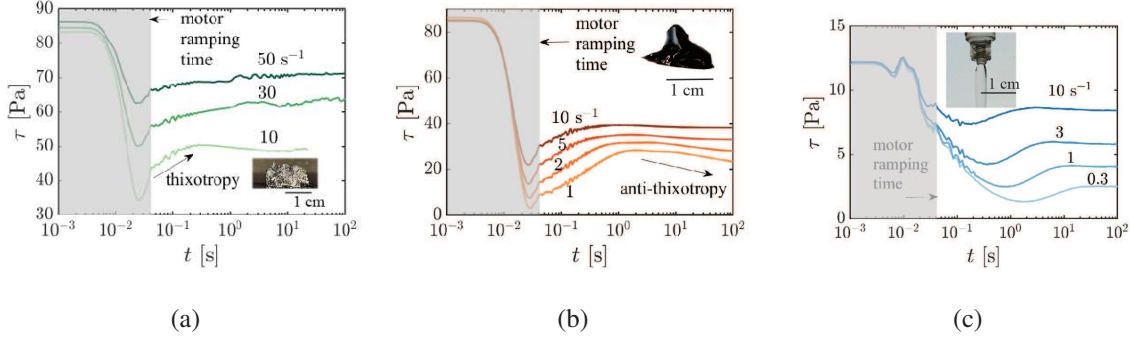 90
80
70
60
50
40
30
τ [Pa]
motor
ramping
time
50 s⁻¹
30
10
thixotropy
1 cm
10⁻³ 10⁻² 10⁻¹ 10⁰ 10¹ 10²
t [s]
(a)
80
60
40
20
0
τ [Pa]
motor
ramping
time
1 cm
10 s⁻¹
5
2
1
anti-thixotropy
10⁻³ 10⁻² 10⁻¹ 10⁰ 10¹ 10²
t [s]
(b)
15
10
5
0
τ [Pa]
1 cm
10 s⁻¹
3
1
0.3
motor
ramping
time
10⁻³ 10⁻² 10⁻¹ 10⁰ 10¹ 10²
t [s]
(c)